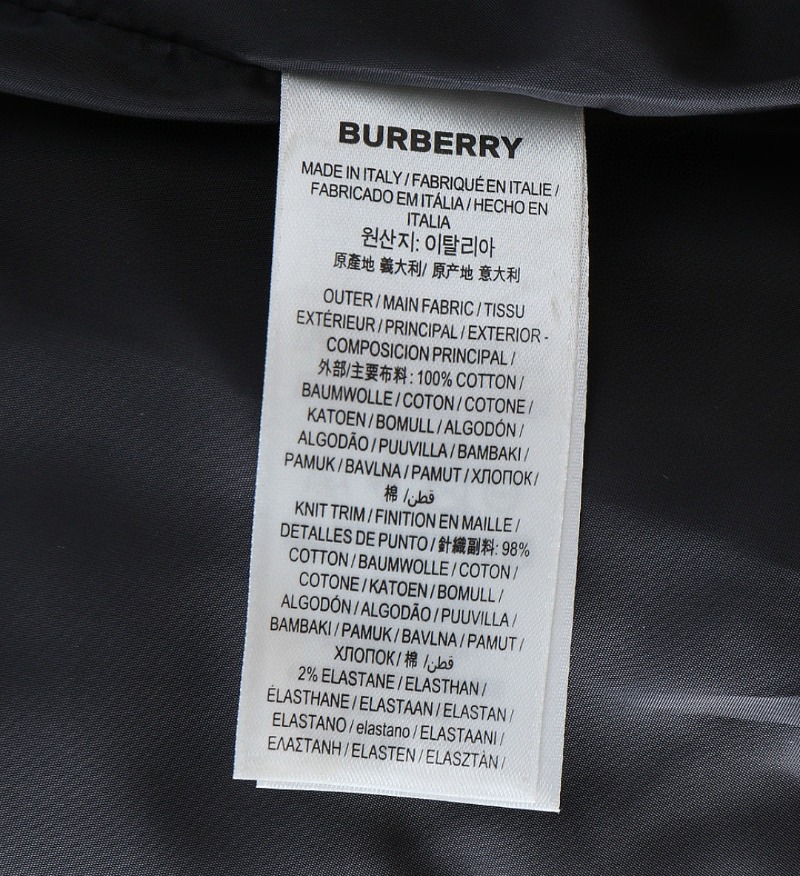 BURBERRY
MADE IN ITALY / FABRIQUÉ EN ITALIE /
FABRICADO EM ITÁLIA / HECHO EN
ITALIA
원산지: 이탈리아
原產地 義大利/ 原产地 意大利
OUTER / MAIN FABRIC / TISSU
EXTÉRIEUR / PRINCIPAL / EXTERIOR -
COMPOSICION PRINCIPAL /
外部/主要布料: 100% COTTON /
BAUMWOLLE / COTON / COTONE /
KATOEN / BOMULL / ALGODÓN /
ALGODÃO / PUUVILLA / BAMBAKI /
PAMUK / BAVLNA / PAMUT / ХЛОПОК /
棉 / قطن
KNIT TRIM / FINITION EN MAILLE /
DETALLES DE PUNTO / 針織副料: 98%
COTTON / BAUMWOLLE / COTON /
COTONE / KATOEN / BOMULL /
ALGODÓN / ALGODÃO / PUUVILLA /
BAMBAKI / PAMUK / BAVLNA / PAMUT /
ХЛОПОК / 棉 / قطن
2% ELASTANE / ELASTHAN /
ÉLASTHANE / ELASTAAN / ELASTAN /
ELASTANO / elastano / ELASTAANI /
ΕΛΑΣΤΑΝΗ / ELASTEN / ELASZTÁN /